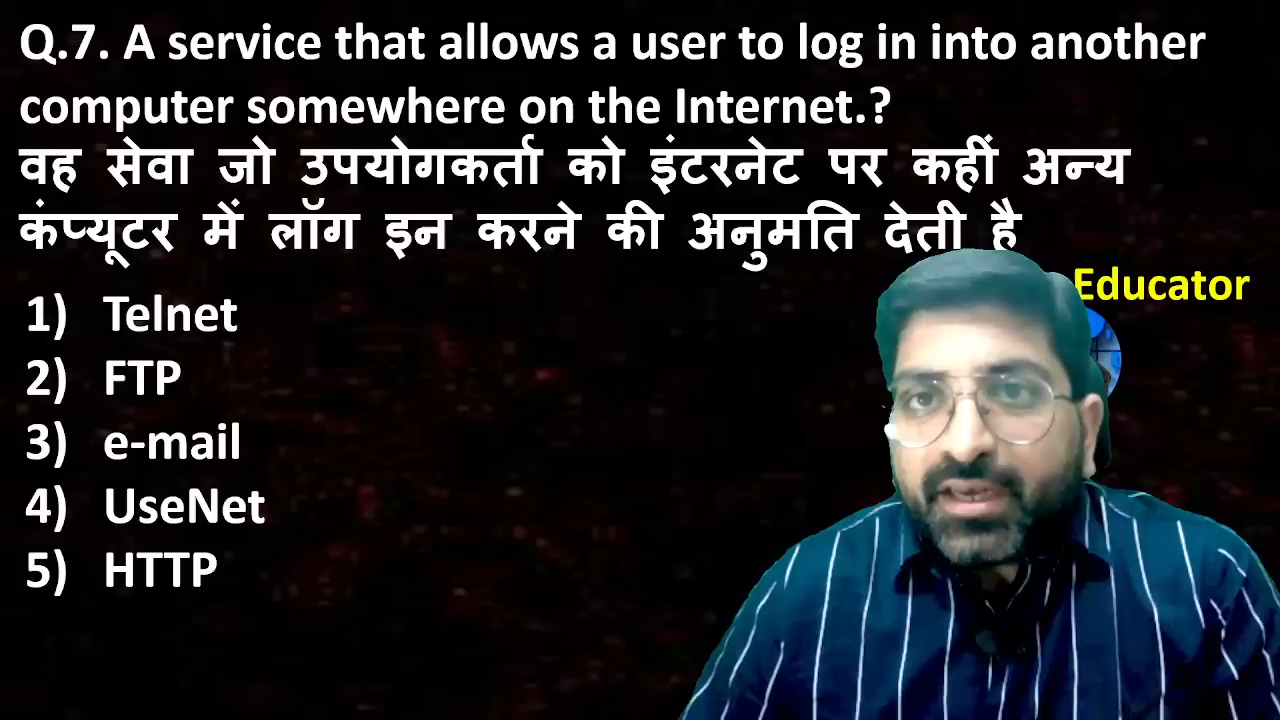 Q.7. A service that allows a user to log in into another
computer somewhere on the Internet.?
वह सेवा जो उपयोगकर्ता को इंटरनेट पर कहीं अन्य
कंप्यूटर में लॉग इन करने की अनुमति देती है
Educator
1) Telnet
2) FTP
3) e-mail
4) UseNet
5) HTTP